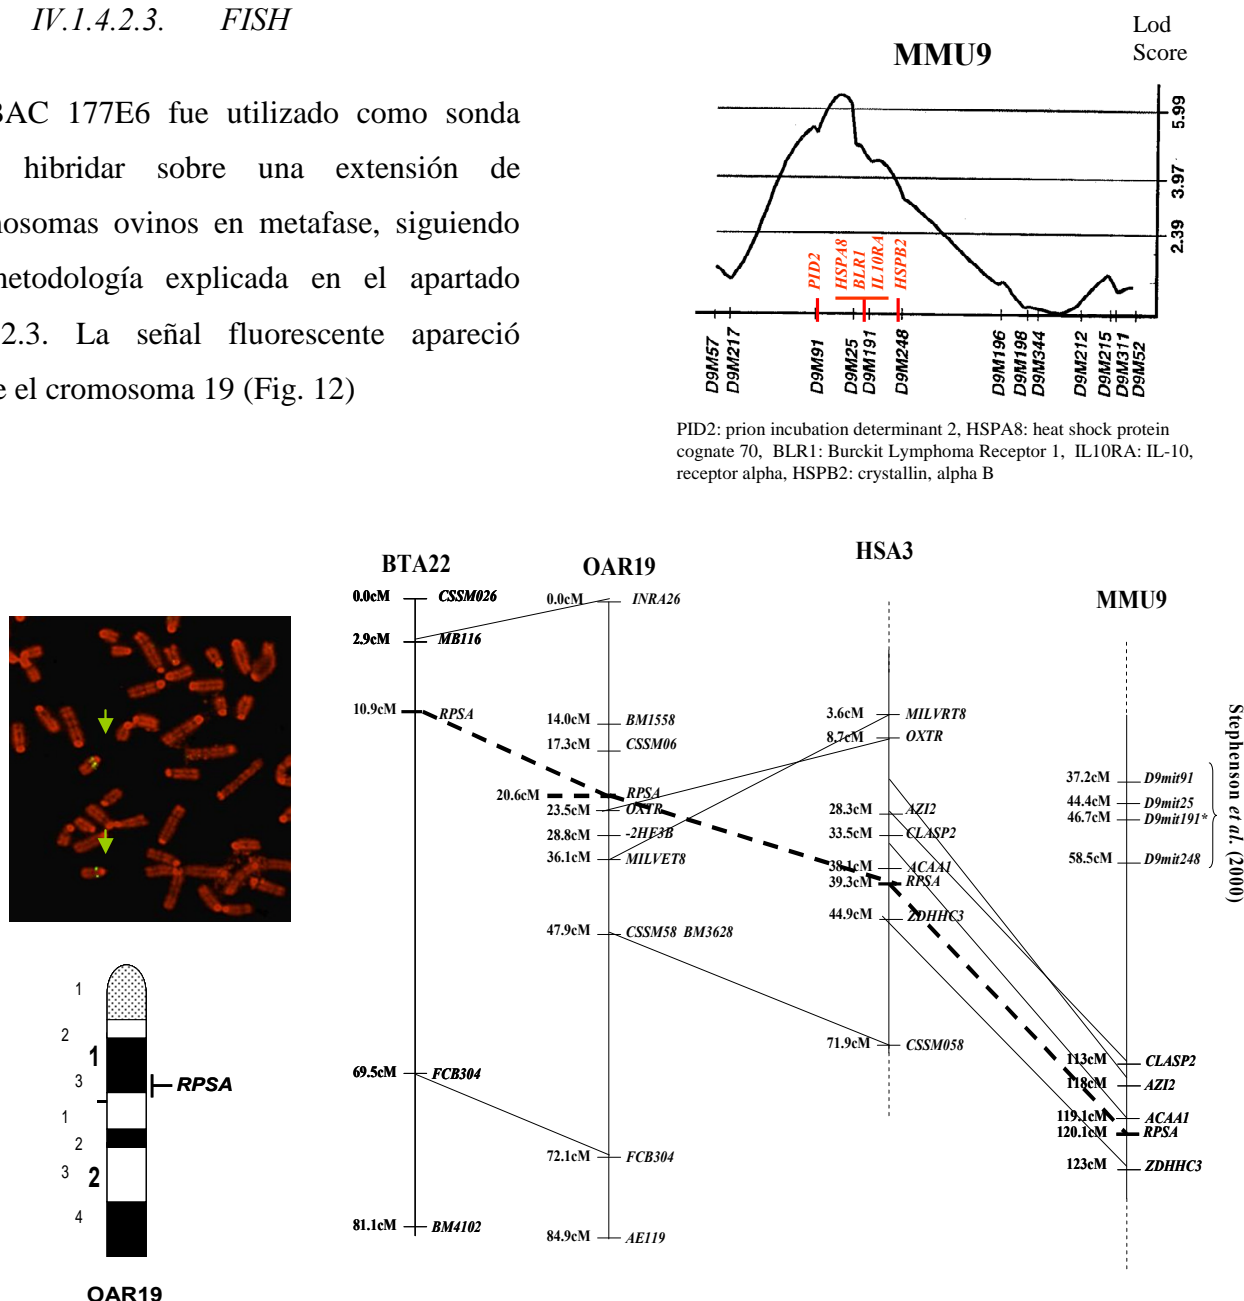 IV.1.4.2.3. FISH
BAC 177E6 fue utilizado como sonda
hibridar sobre una extensión de
nosomas ovinos en metafase, siguiendo
netodología explicada en el apartado
.2.3. La señal fluorescente apareció
e el cromosoma 19 (Fig. 12)
Lod
Score
MMU9
5.99
3.97
2.39
PID2
HSPA8
BLR1
IL10RA
HSPB2
D9M57
D9M217
D9M91
D9M25
D9M191
D9M248
D9M196
D9M198
D9M344
D9M212
D9M215
D9M311
D9M52
PID2: prion incubation determinant 2, HSPA8: heat shock protein
cognate 70, BLR1: Burckit Lymphoma Receptor 1, IL10RA: IL-10,
receptor alpha, HSPB2: crystallin, alpha B
BTA22
0.0cM CSSM026
2.9cM MB116
10.9cM RPSA
69.5cM FCB304
81.1cM BM4102
OAR19
0.0cM INRA26
14.0cM BM1558
17.3cM CSSM06
20.6cM RPSA
23.5cM OXTR
28.8cM -2HF3B
36.1cM MILVET8
47.9cM CSSM58 BM3628
72.1cM FCB304
84.9cM AE119
HSA3
3.6cM MILVRT8
8.7cM OXTR
28.3cM AZI2
33.5cM CLASP2
38.1cM ACAA1
39.3cM RPSA
44.9cM ZDHHC3
71.9cM CSSM058
MMU9
37.2cM D9mit91
44.4cM D9mit25
46.7cM D9mit191*
58.5cM D9mit248
113cM CLASP2
118cM AZI2
119.1cM ACAA1
120.1cM RPSA
123cM ZDHHC3
Stephenson et al. (2000)
1
2
1
3
RPSA
1
2
3
2
4
OAR19